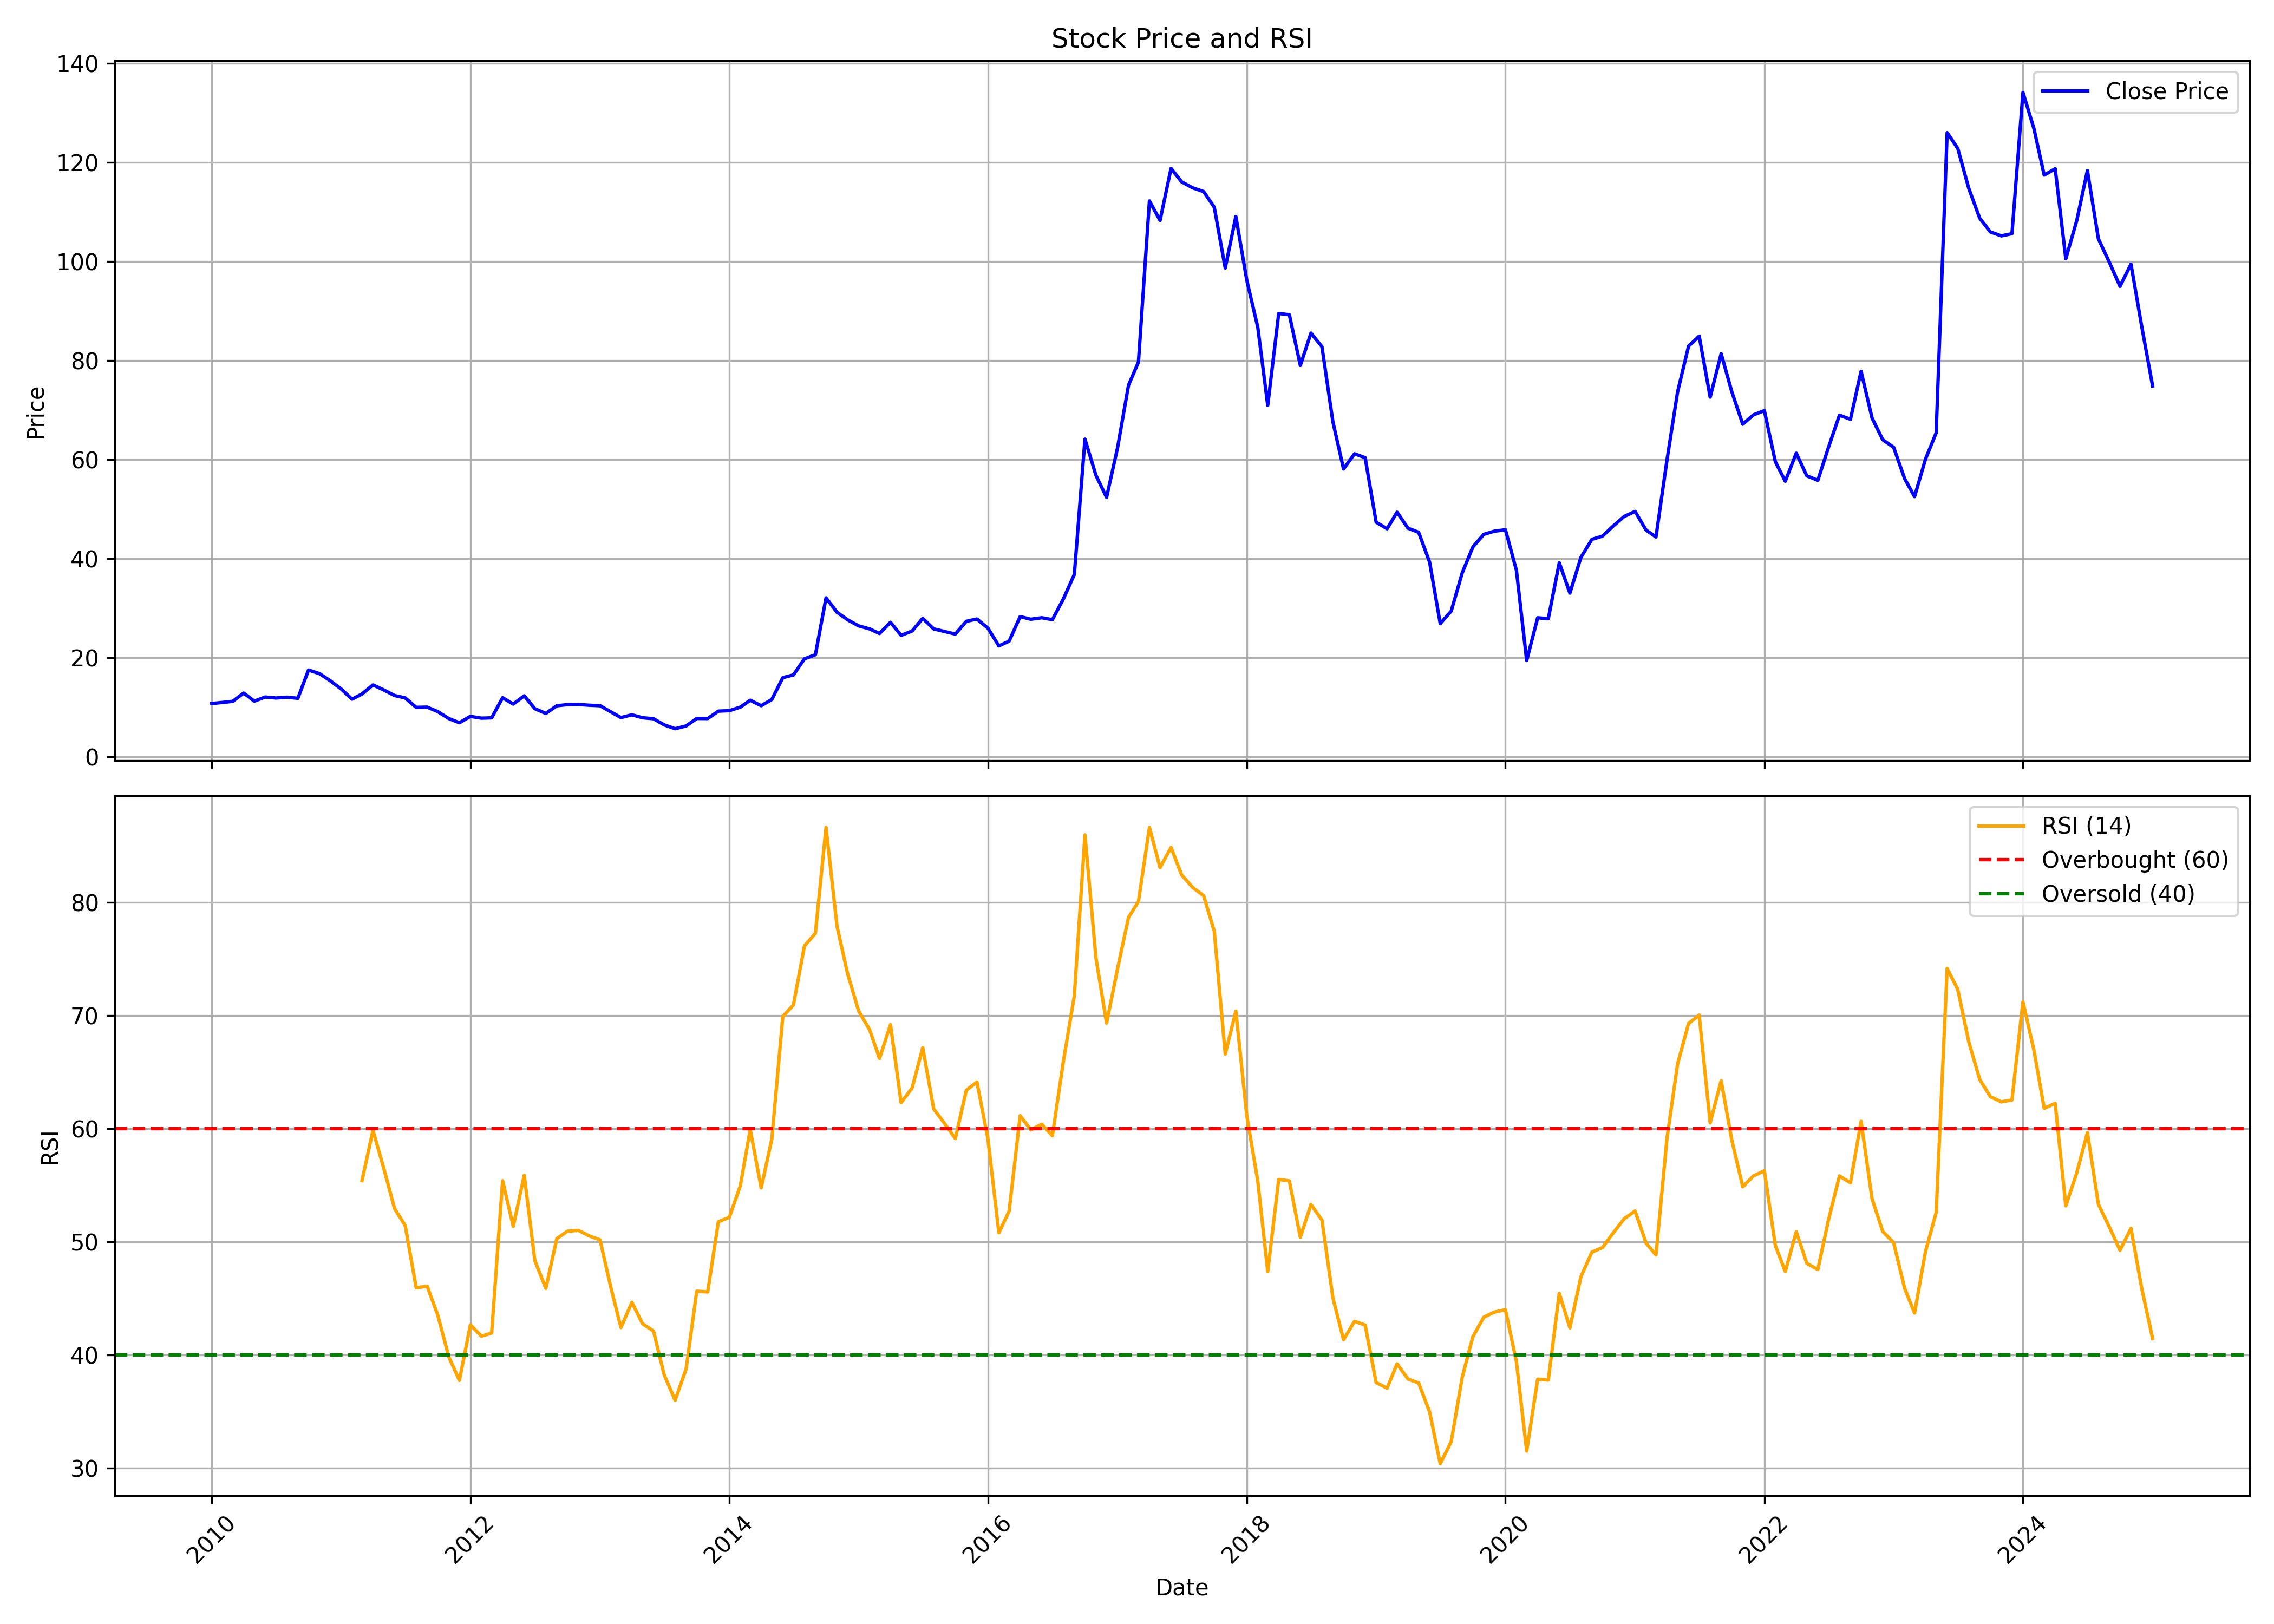 Stock Price and RSI
140
120
100
80
60
40
20
0
Price
Close Price
80
70
60
50
40
30
RSI
RSI (14)
Overbought (60)
Oversold (40)
2010
2012
2014
2016
2018
2020
2022
2024
Date